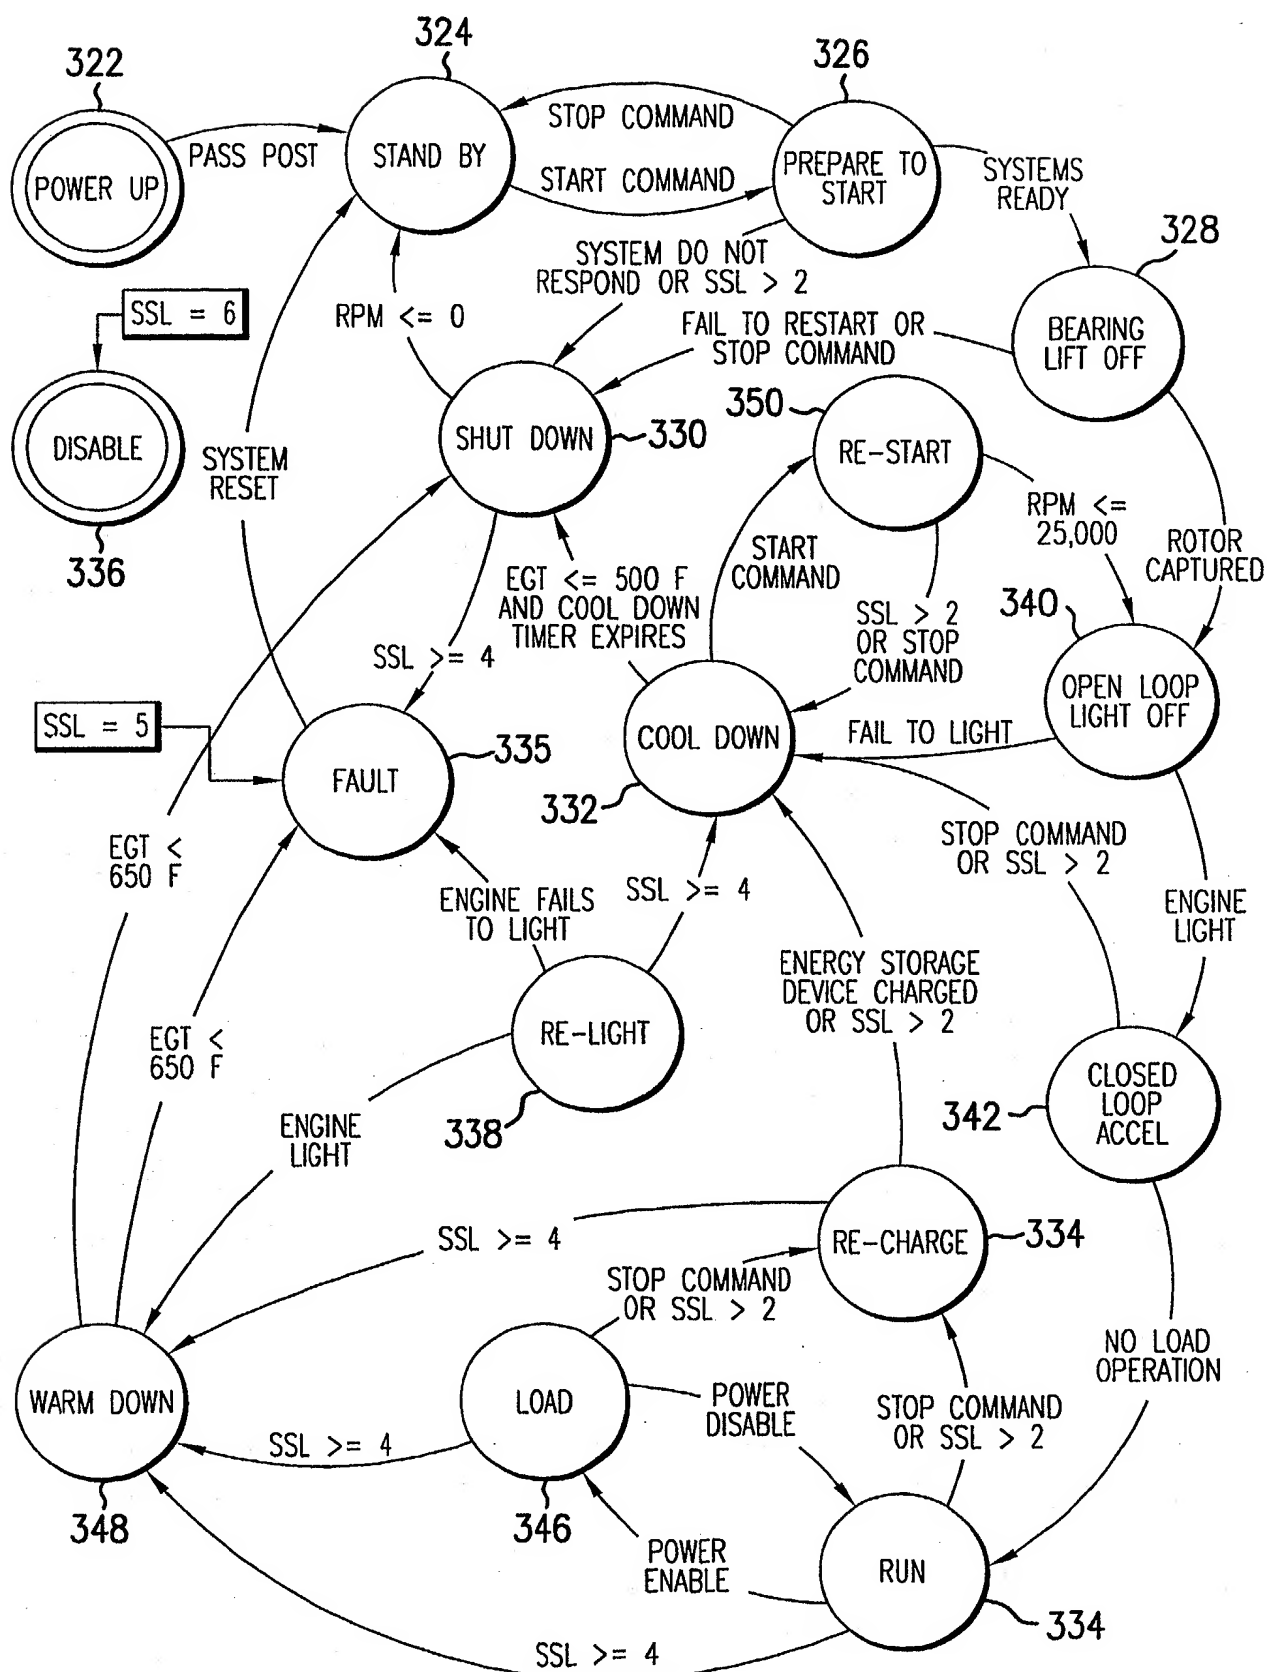 322
324
326
POWER UP
PASS POST
STAND BY
STOP COMMAND
START COMMAND
PREPARE TO
START
SYSTEMS
READY
328
SYSTEM DO NOT
RESPOND OR SSL > 2
SSL = 6
RPM <= 0
FAIL TO RESTART OR
STOP COMMAND
BEARING
LIFT OFF
DISABLE
336
SYSTEM
RESET
SHUT DOWN
330
350
RE-START
RPM <=
25,000
ROTOR
CAPTURED
START
COMMAND
EGT <= 500 F
AND COOL DOWN
TIMER EXPIRES
SSL > 2
OR STOP
COMMAND
340
SSL >= 4
SSL = 5
FAULT
335
COOL DOWN
332
FAIL TO LIGHT
OPEN LOOP
LIGHT OFF
EGT <
650 F
STOP COMMAND
OR SSL > 2
ENGINE
LIGHT
ENGINE FAILS
TO LIGHT
SSL >= 4
ENERGY STORAGE
DEVICE CHARGED
OR SSL > 2
EGT <
650 F
RE-LIGHT
338
CLOSED
LOOP
ACCEL
342
ENGINE
LIGHT
SSL >= 4
RE-CHARGE
334
STOP COMMAND
OR SSL > 2
NO LOAD
OPERATION
WARM DOWN
348
SSL >= 4
LOAD
346
POWER
DISABLE
STOP COMMAND
OR SSL > 2
POWER
ENABLE
RUN
334
SSL >= 4